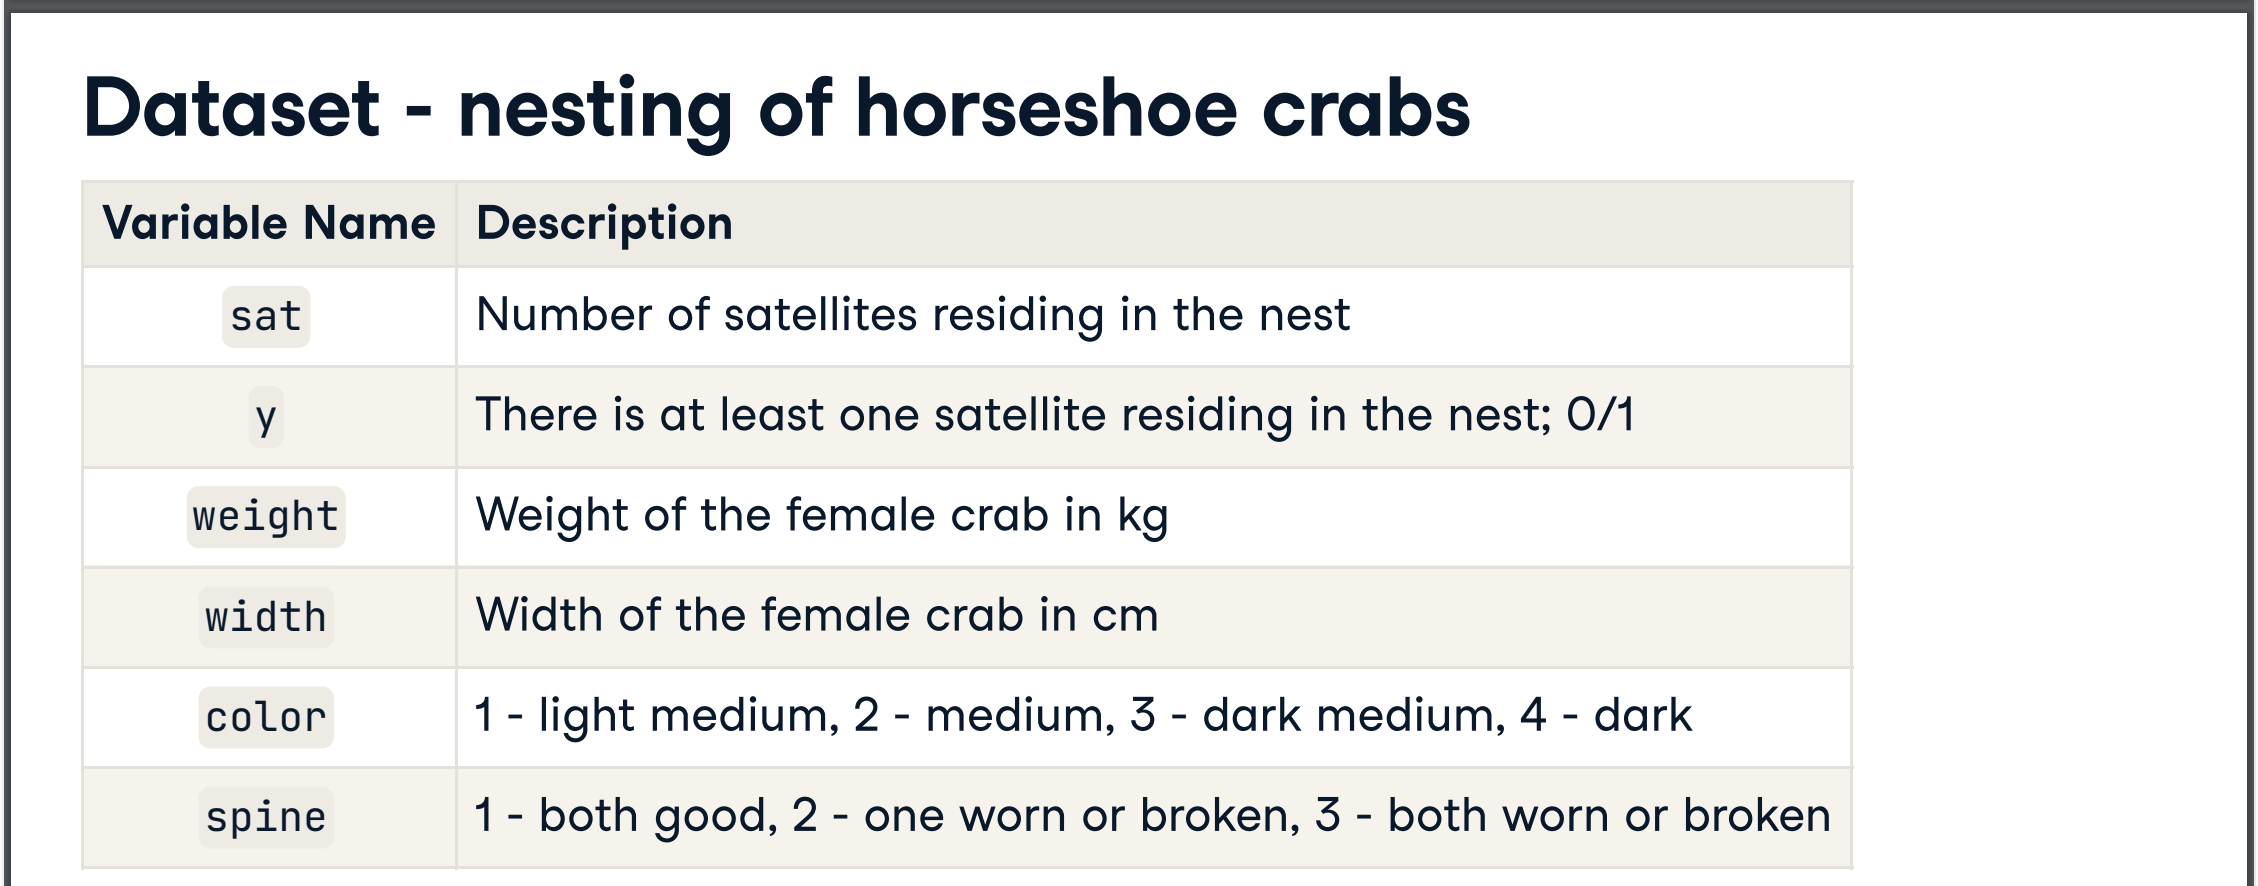 Dataset - nesting of horseshoe crabs
Variable Name Description
sat Number of satellites residing in the nest
y There is at least one satellite residing in the nest; 0/1
weight Weight of the female crab in kg
width Width of the female crab in cm
color 1 - light medium, 2 - medium, 3 - dark medium, 4 - dark
spine 1 - both good, 2 - one worn or broken, 3 - both worn or broken